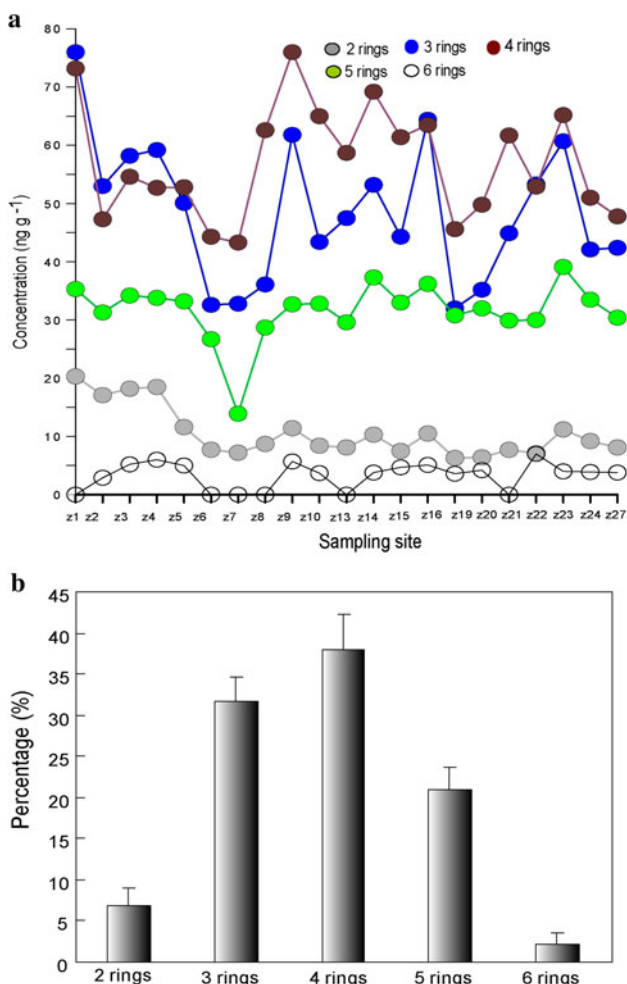 a
80
70
60
50
40
30
20
10
0
Concentration (ng g⁻¹)
2 rings 3 rings 4 rings
5 rings 6 rings
z1 z2 z3 z4 z5 z6 z7 z8 z9 z10 z13 z14 z15 z16 z19 z20 z21 z22 z23 z24 z27
Sampling site
b
45
40
35
30
25
20
15
10
5
0
Percentage (%)
2 rings 3 rings 4 rings 5 rings 6 rings